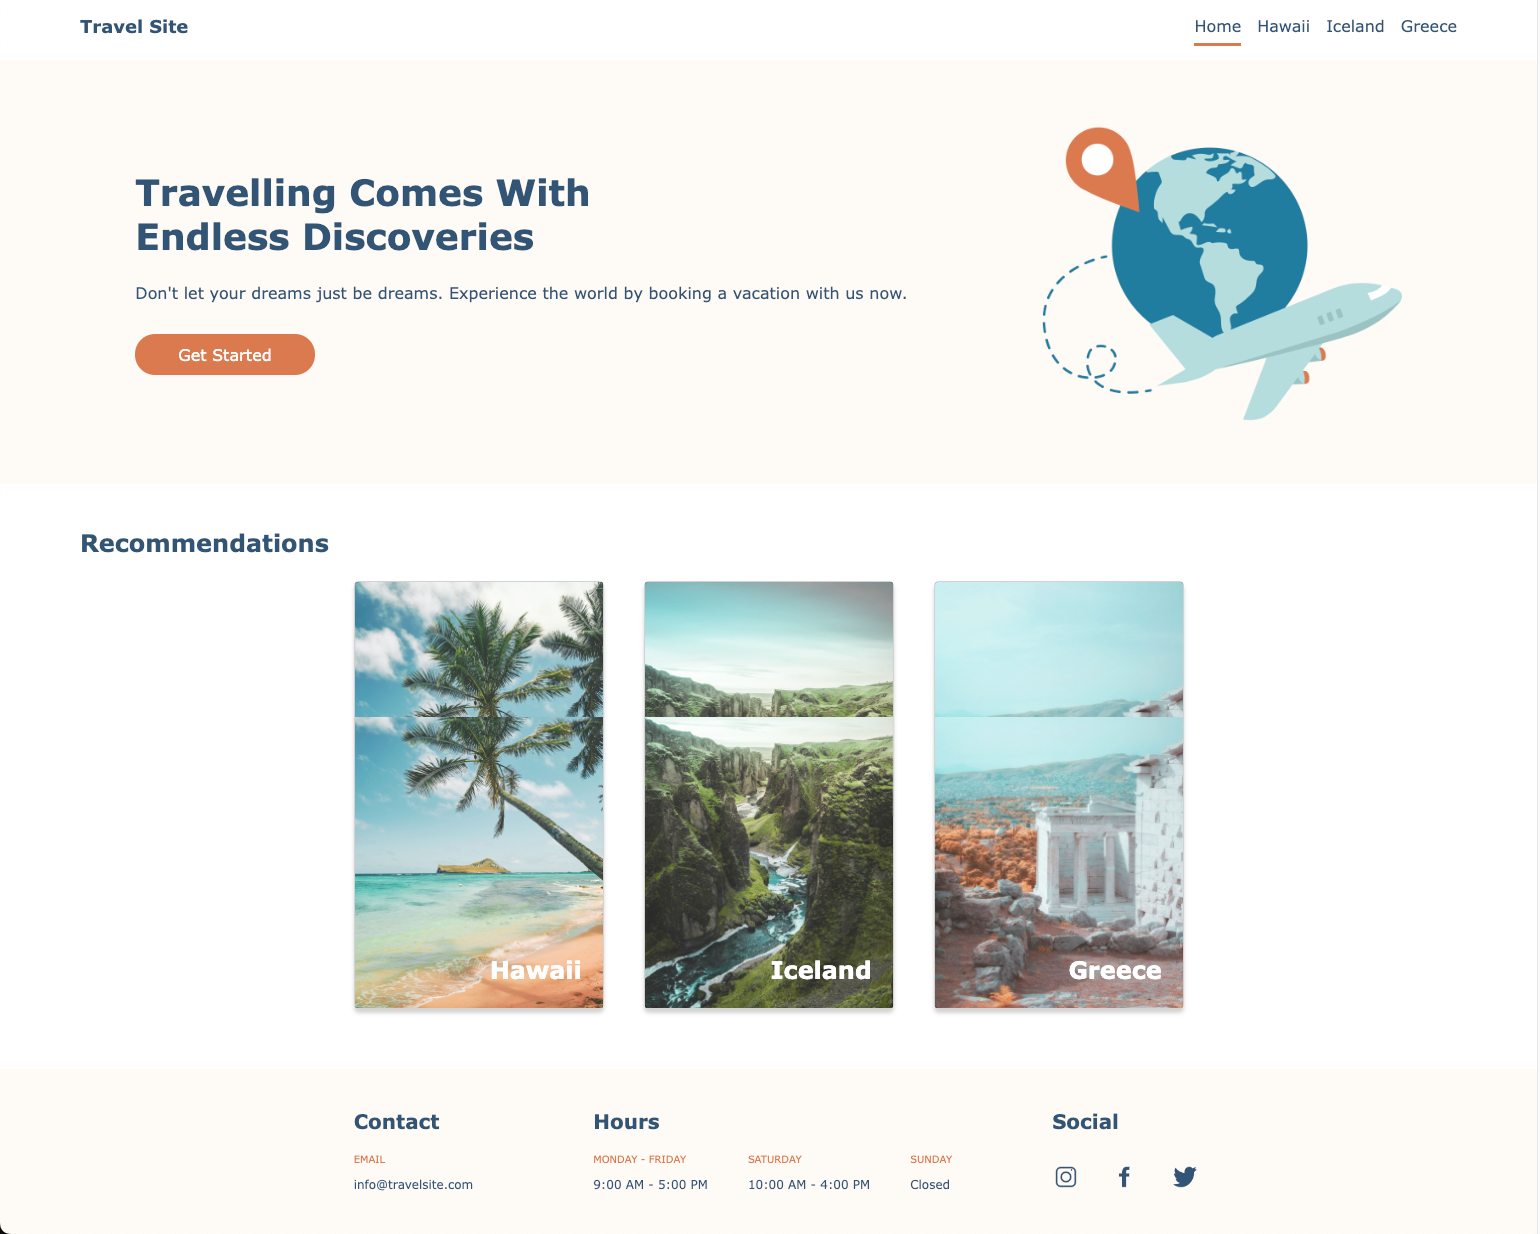 Travel Site
Home Hawaii Iceland Greece
Travelling Comes With
Endless Discoveries
Don't let your dreams just be dreams. Experience the world by booking a vacation with us now.
Get Started
Recommendations
Hawaii
Iceland
Greece
Contact
EMAIL
info@travelsite.com
Hours
MONDAY - FRIDAY
9:00 AM - 5:00 PM
SATURDAY
10:00 AM - 4:00 PM
SUNDAY
Closed
Social